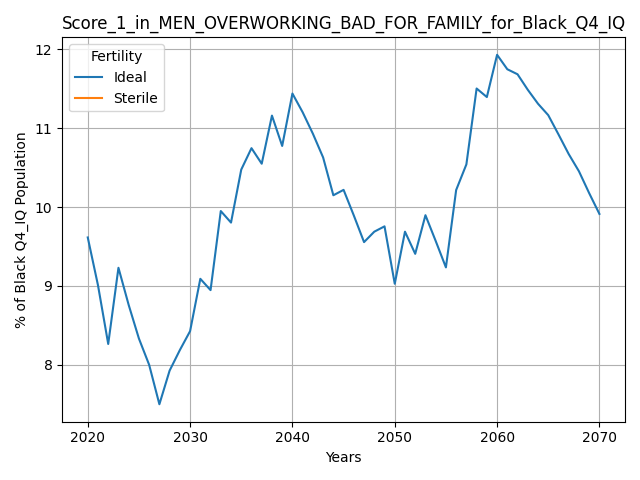 Score_1_in_MEN_OVERWORKING_BAD_FOR_FAMILY_for_Black_Q4_IQ
Fertility
Ideal
Sterile
% of Black Q4_IQ Population
12
11
10
9
8
2020 2030 2040 2050 2060 2070
Years